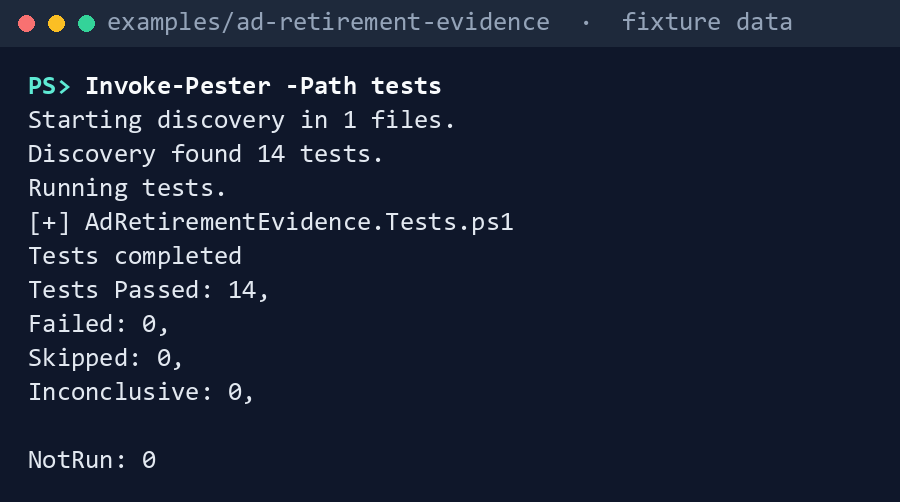 examples/ad-retirement-evidence · fixture data
PS> Invoke-Pester -Path tests
Starting discovery in 1 files.
Discovery found 14 tests.
Running tests.
[+] AdRetirementEvidence.Tests.ps1
Tests completed
Tests Passed: 14,
Failed: 0,
Skipped: 0,
Inconclusive: 0,
NotRun: 0